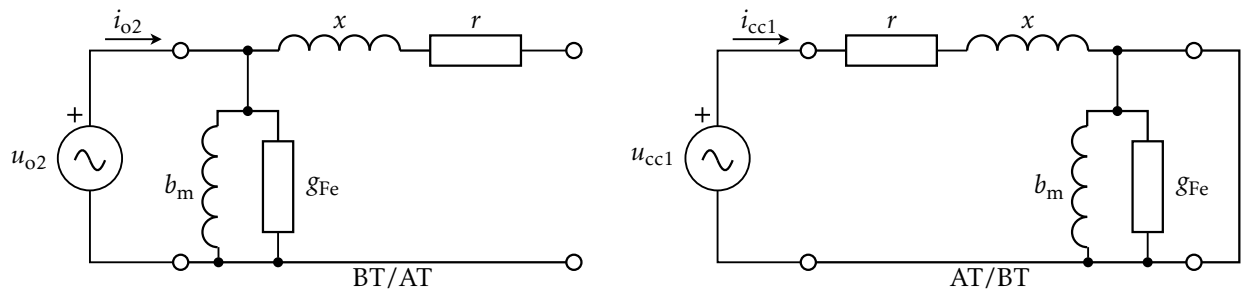 i_o2 x r
+
u_o2
b_m g_Fe
BT/AT
i_cc1 r x
+
u_cc1
b_m g_Fe
AT/BT